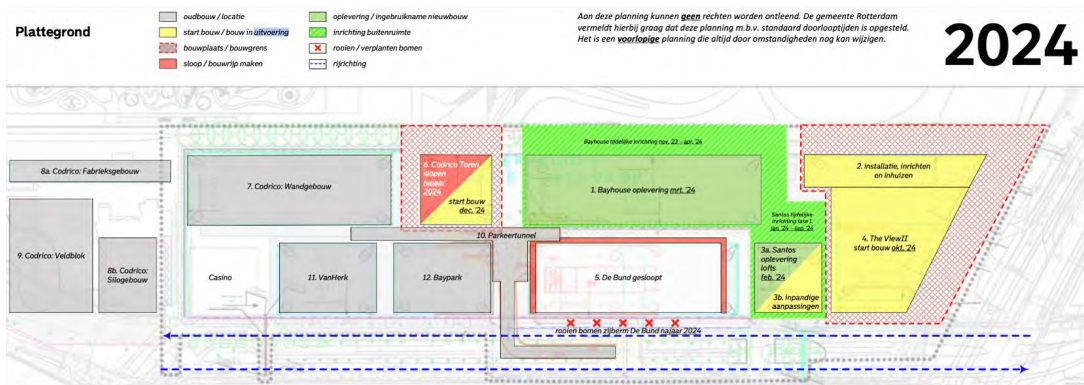 Plattegrond
oudbouw / locatie
start bouw / bouw in uitvoering
bouwplaats / bouwgrens
sloop / bouwrijp maken
oplevering / ingebruikname nieuwbouw
inrichting buitenruimte
rooien / verplanten bomen
rijrichting
Aan deze planning kunnen geen rechten worden ontleend. De gemeente Rotterdam
vermeldt hierbij graag dat deze planning m.b.v. standaard doorlooptijden is opgesteld.
Het is een voorlopige planning die altijd door omstandigheden nog kan wijzigen.
2024
8a. Codrico: Fabrieksgebouw
7. Codrico: Wandgebouw
6. Codrico Toren
slopen
najaar
2024
start bouw
dec. '24
Bayhouse tijdelijke inrichting nov. '23 - apr. '24
1. Bayhouse oplevering mrt. '24
2. Installatie, inrichten
en inhuizen
Santos tijdelijke
inrichting fase 1
jan. '24 - sep. '24
4. The ViewII
start bouw okt. '24
9. Codrico: Veldblok
8b. Codrico:
Silogebouw
Casino
11. VanHerk
12. Baypark
10. Parkeertunnel
5. De Bund gesloopt
3a. Santos
oplevering
lofts
feb. '24
3b. inpandige
aanpassingen
rooien bomen zijberm De Bund najaar 2024